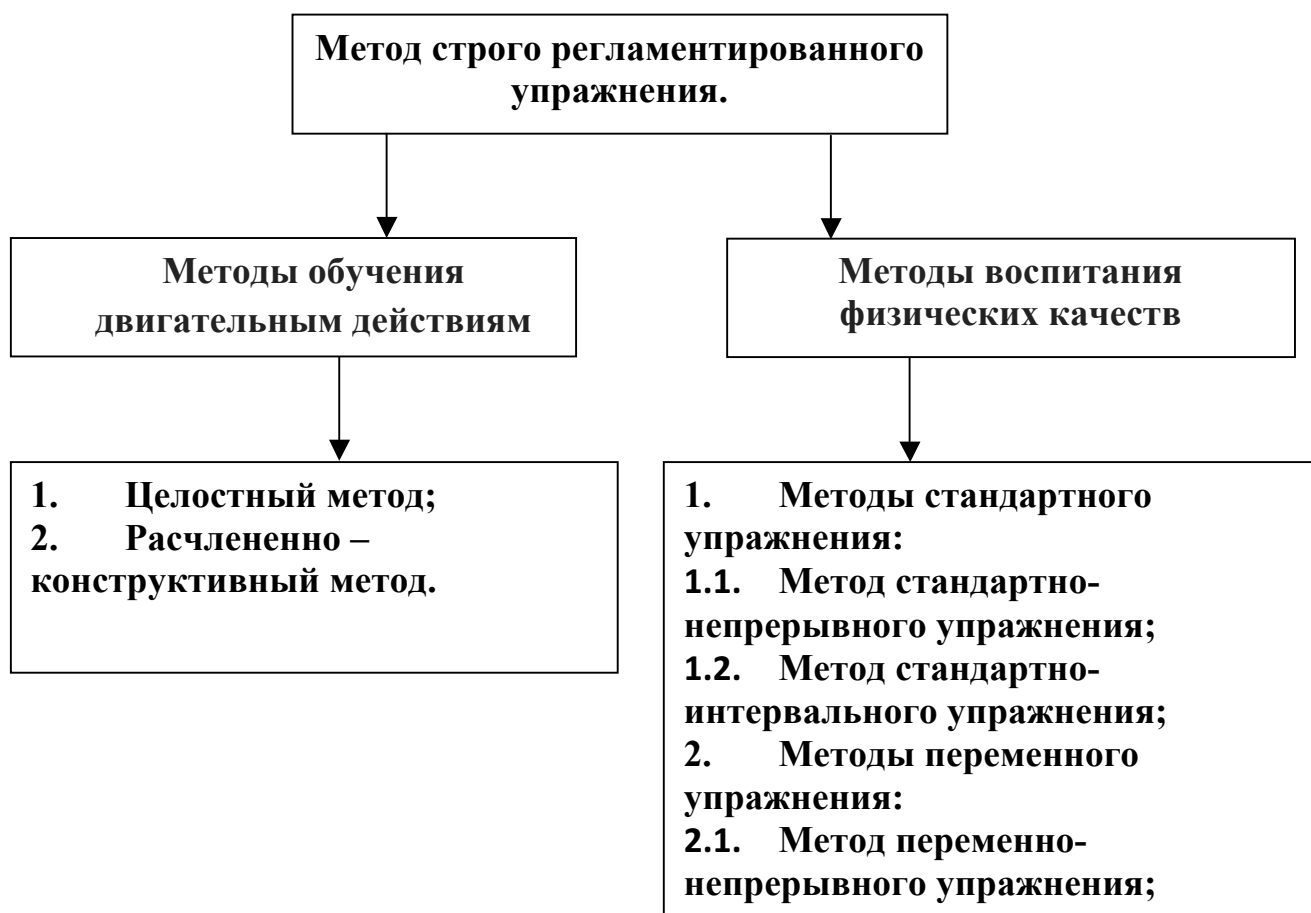 Метод строго регламентированного
упражнения.
Методы обучения
двигательным действиям
Методы воспитания
физических качеств
1. Целостный метод;
2. Расчлененно –
конструктивный метод.
1. Методы стандартного
упражнения:
1.1. Метод стандартно-
непрерывного упражнения;
1.2. Метод стандартно-
интервального упражнения;
2. Методы переменного
упражнения:
2.1. Метод переменно-
непрерывного упражнения;